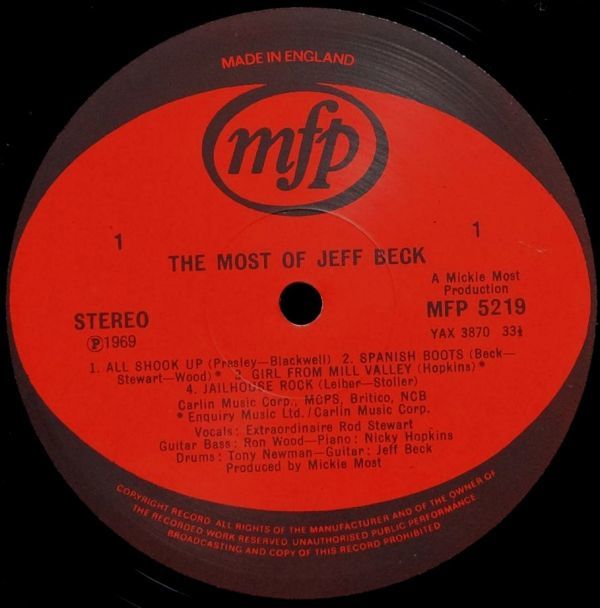 MADE IN ENGLAND
mfp
1
1
THE MOST OF JEFF BECK
A Mickie Most
Production
STEREO
MFP 5219
Ⓟ1969
YAX 3870 33⅓
1. ALL SHOOK UP (Presley—Blackwell) 2. SPANISH BOOTS (Beck—
Stewart—Wood)* 3. GIRL FROM MILL VALLEY (Hopkins)*
4. JAILHOUSE ROCK (Leiber—Stoller)
Carlin Music Corp., MCPS, Britico, NCB
* Enquiry Music Ltd./Carlin Music Corp.
Vocals: Extraordinaire Rod Stewart
Guitar Bass: Ron Wood—Piano: Nicky Hopkins
Drums: Tony Newman—Guitar: Jeff Beck
Produced by Mickie Most
COPYRIGHT RECORD ALL RIGHTS OF THE MANUFACTURER AND OF THE OWNER OF
THE RECORDED WORK RESERVED UNAUTHORISED PUBLIC PERFORMANCE
BROADCASTING AND COPY OF THIS RECORD PROHIBITED